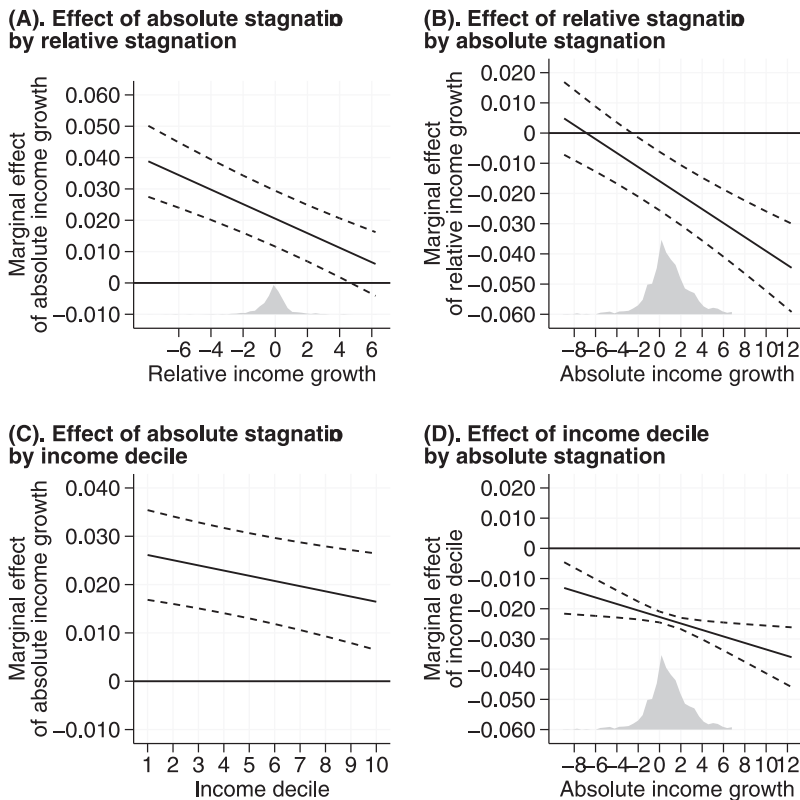 (A). Effect of absolute stagnatio
by relative stagnation
Marginal effect
of absolute income growth
0.060
0.050
0.040
0.030
0.020
0.010
0
−0.010
−6 −4 −2 0 2 4 6
Relative income growth
(B). Effect of relative stagnatio
by absolute stagnation
Marginal effect
of relative income growth
0.020
0.010
0
−0.010
−0.020
−0.030
−0.040
−0.050
−0.060
−8 −6 −4 −2 0 2 4 6 8 10 12
Absolute income growth
(C). Effect of absolute stagnatio
by income decile
Marginal effect
of absolute income growth
0.040
0.030
0.020
0.010
0
−0.010
1 2 3 4 5 6 7 8 9 10
Income decile
(D). Effect of income decile
by absolute stagnation
Marginal effect
of income decile
0.020
0.010
0
−0.010
−0.020
−0.030
−0.040
−0.050
−0.060
−8 −6 −4 −2 0 2 4 6 8 10 12
Absolute income growth